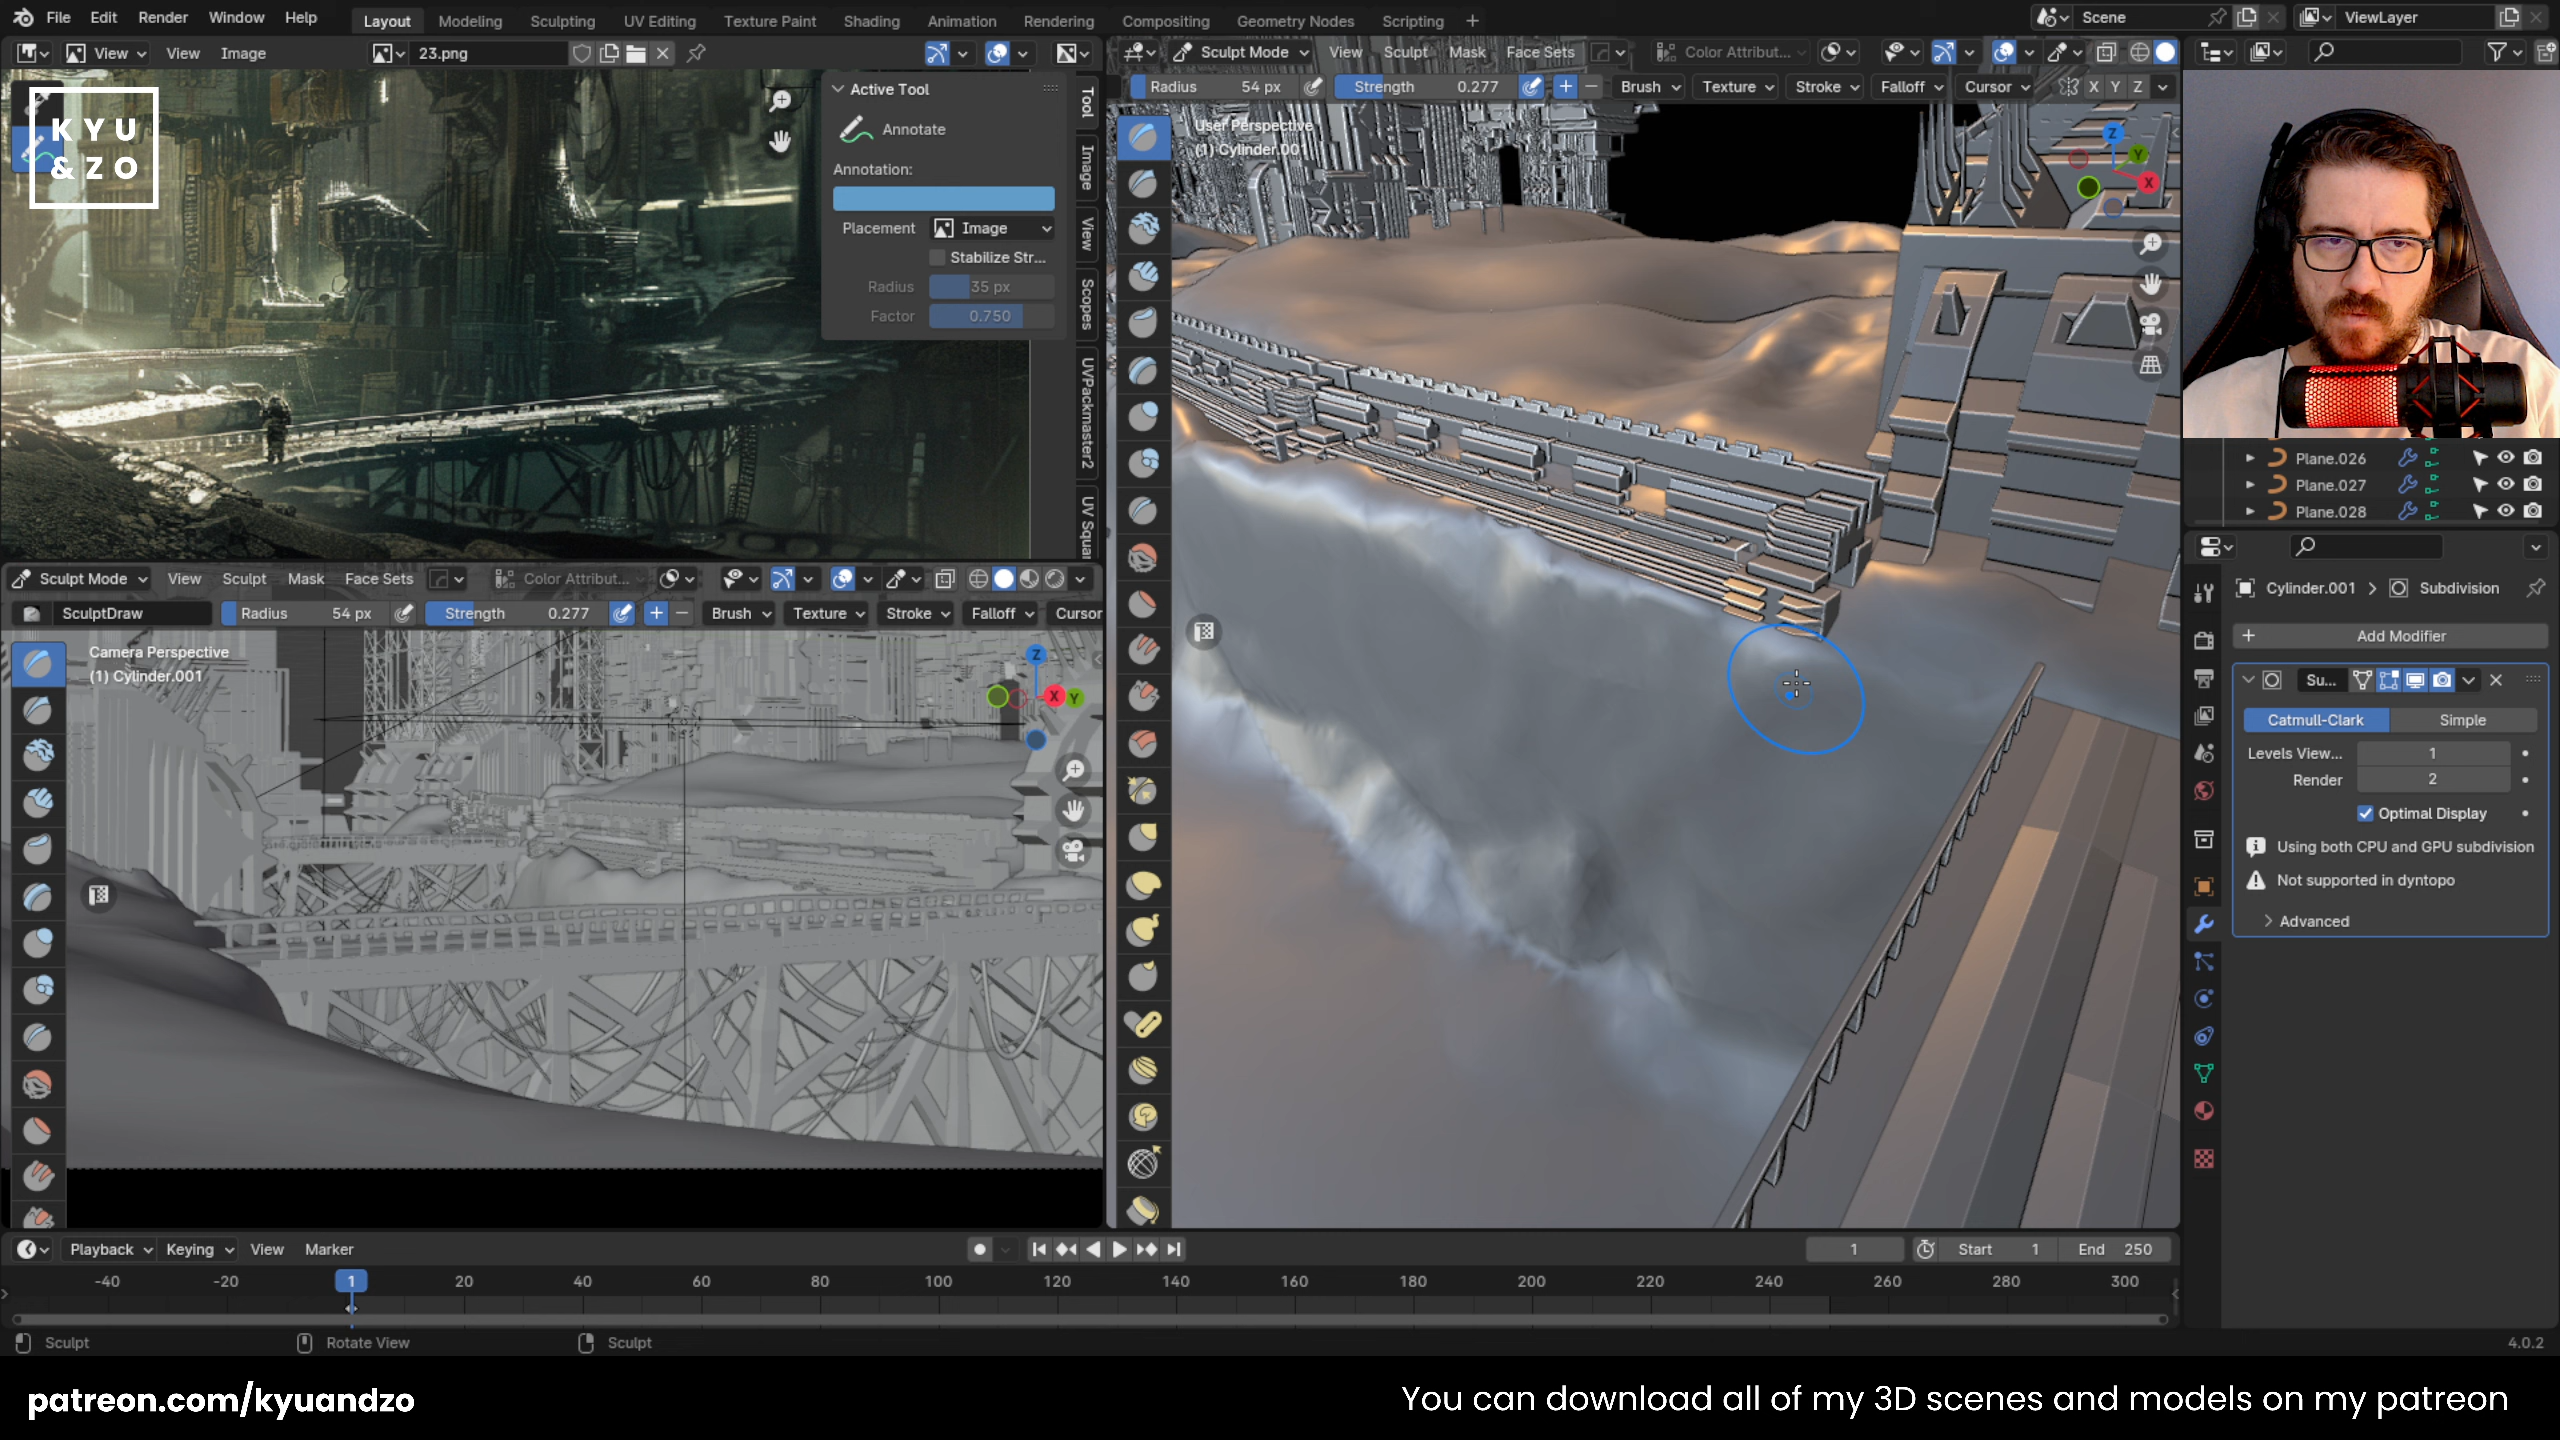 File Edit Render Window Help Layout Modeling Sculpting UV Editing Texture Paint Shading Animation Rendering Compositing Geometry Nodes Scripting + Scene ViewLayer
View View Image 23.png
Sculpt Mode View Sculpt Mask Face Sets Color Attribut...
Radius 54 px Strength 0.277 Brush Texture Stroke Falloff Cursor X Y Z
KYU
&ZO
Active Tool
Annotate
Annotation:
Placement Image
Stabilize Str...
Radius 35 px
Factor 0.750
Tool
Image
View
Scopes
UVPackmaster2
UV Squa
User Perspective
(1) Cylinder.001
Z
Y
X
Plane.026
Plane.027
Plane.028
Sculpt Mode View Sculpt Mask Face Sets Color Attribut...
SculptDraw Radius 54 px Strength 0.277 Brush Texture Stroke Falloff Cursor
Camera Perspective
(1) Cylinder.001
Z
X Y
Cylinder.001 > Subdivision
Add Modifier
Su...
Catmull-Clark Simple
Levels View... 1
Render 2
Optimal Display
Using both CPU and GPU subdivision
Not supported in dyntopo
Advanced
Playback Keying View Marker 1 Start 1 End 250
-40 -20 1 20 40 60 80 100 120 140 160 180 200 220 240 260 280 300
Sculpt Rotate View Sculpt 4.0.2
patreon.com/kyuandzo
You can download all of my 3D scenes and models on my patreon